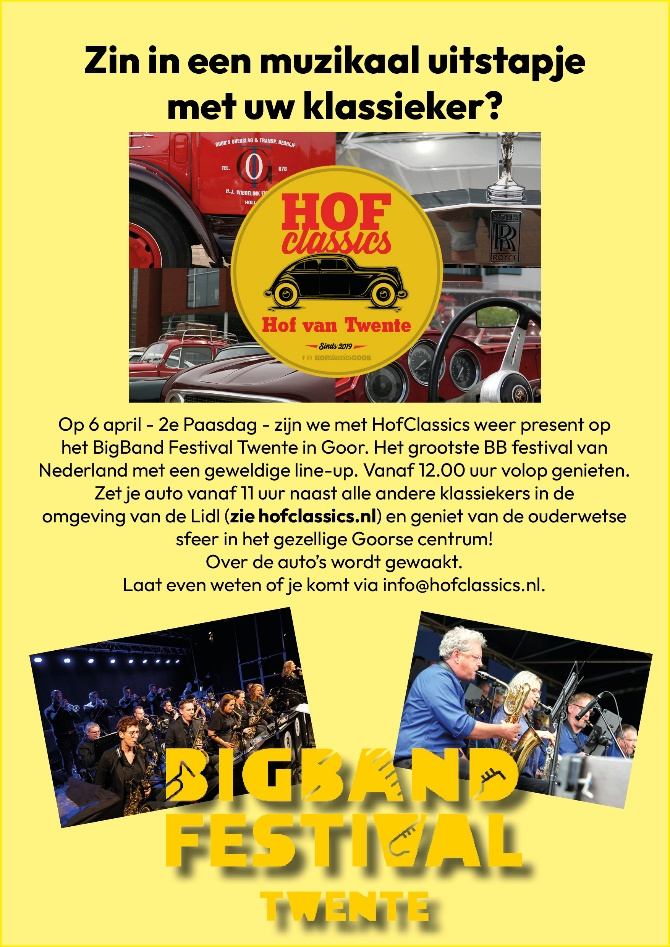 Zin in een muzikaal uitstapje
met uw klassieker?
TEL.
HOF
classics
Hof van Twente
Sinds 2019
Op 6 april - 2e Paasdag - zijn we met HofClassics weer present op
het BigBand Festival Twente in Goor. Het grootste BB festival van
Nederland met een geweldige line-up. Vanaf 12.00 uur volop genieten.
Zet je auto vanaf 11 uur naast alle andere klassiekers in de
omgeving van de Lidl (zie hofclassics.nl) en geniet van de ouderwetse
sfeer in het gezellige Goorse centrum!
Over de auto's wordt gewaakt.
Laat even weten of je komt via info@hofclassics.nl.
BIGBAND
FESTIVAL
TWENTE